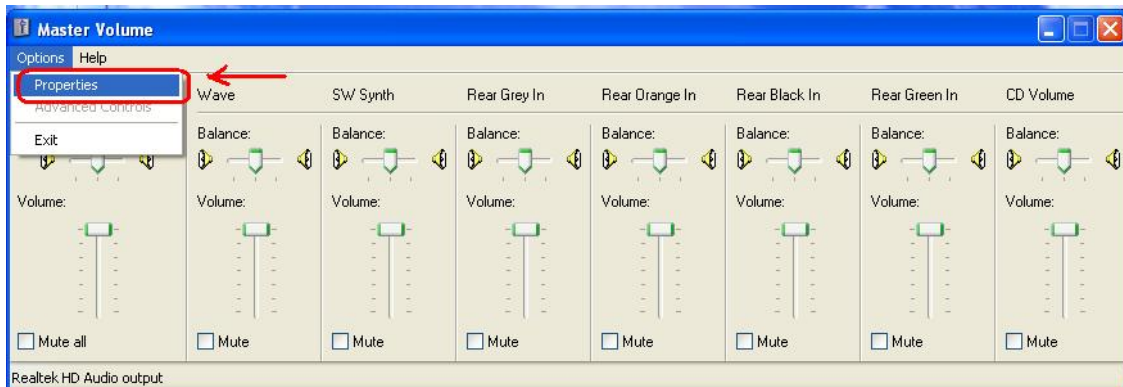 Master Volume
Options Help
Properties
Advanced Controls
Exit
Wave SW Synth Rear Grey In Rear Orange In Rear Black In Rear Green In CD Volume
Balance: Balance: Balance: Balance: Balance: Balance: Balance:
Volume: Volume: Volume: Volume: Volume: Volume: Volume: Volume:
Mute all Mute Mute Mute Mute Mute Mute Mute
Realtek HD Audio output